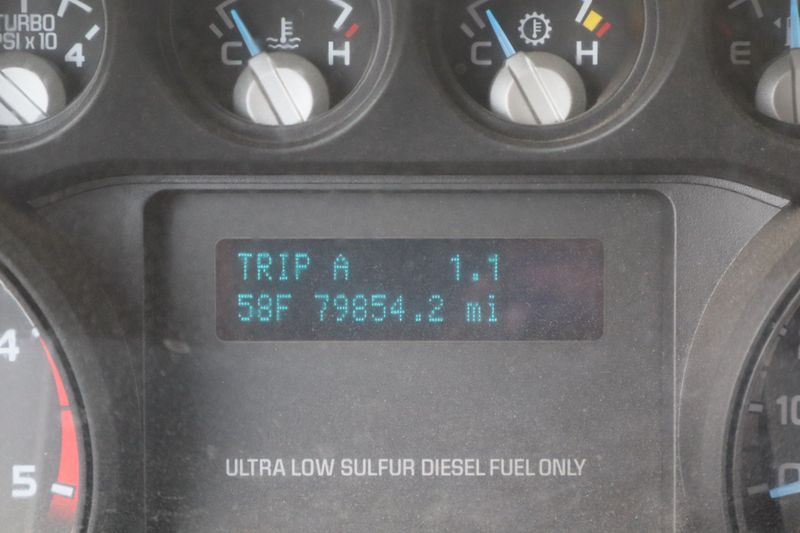 TURBO
PSI x 10
4
C H
C H
E
TRIP A 1.1
58F 79854.2 mi
4
5
10
0
ULTRA LOW SULFUR DIESEL FUEL ONLY